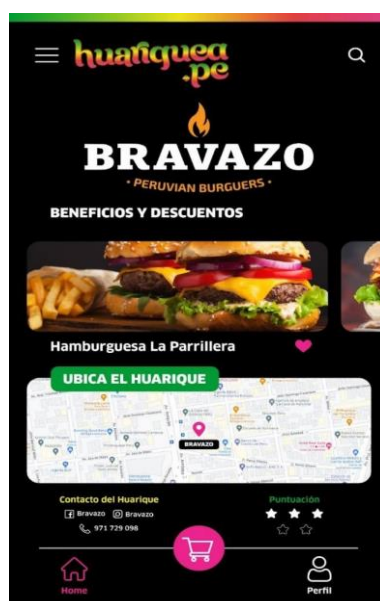 huariquea
.pe
BRAVAZO
• PERUVIAN BURGUERS •
BENEFICIOS Y DESCUENTOS
Hamburguesa La Parrillera
UBICA EL HUARIQUE
BRAVAZO
Contacto del Huarique
Bravazo Bravazo
971 729 098
Puntuación
Home
Perfil